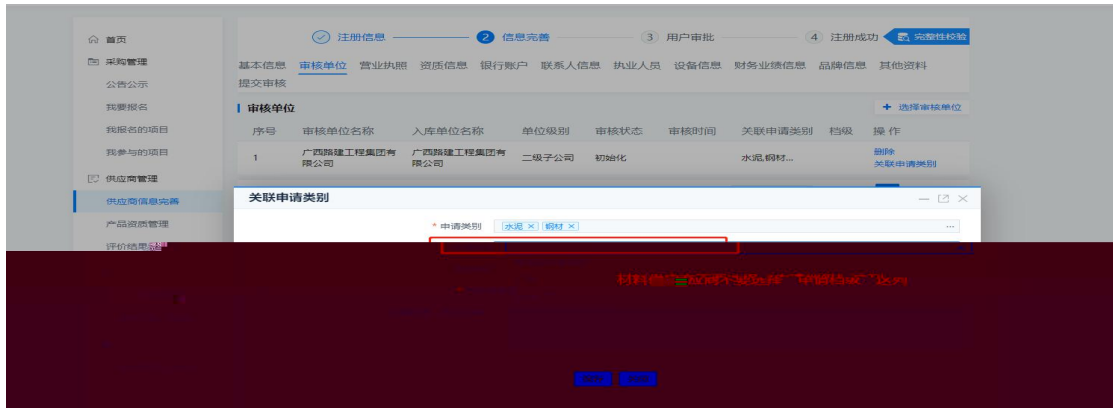 首页
注册信息
2 信息完善
3 用户审批
4 注册成功
完整性校验
采购管理
公告公示
我要报名
我报名的项目
我参与的项目
供应商管理
供应商信息完善
产品资质管理
评价结果
基本信息 审核单位 营业执照 资质信息 银行账户 联系人信息 执业人员 设备信息 财务业绩信息 品牌信息 其他资料
提交审核
审核单位
+ 选择审核单位
序号 审核单位名称 入库单位名称 单位级别 审核状态 审核时间 关联申请类别 档级 操作
1 广西路建工程集团有限公司 广西路建工程集团有限公司 二级子公司 初始化 水泥,钢材... 删除
关联申请类别
关联申请类别
* 申请类别 水泥 × 钢材 × ...
材料